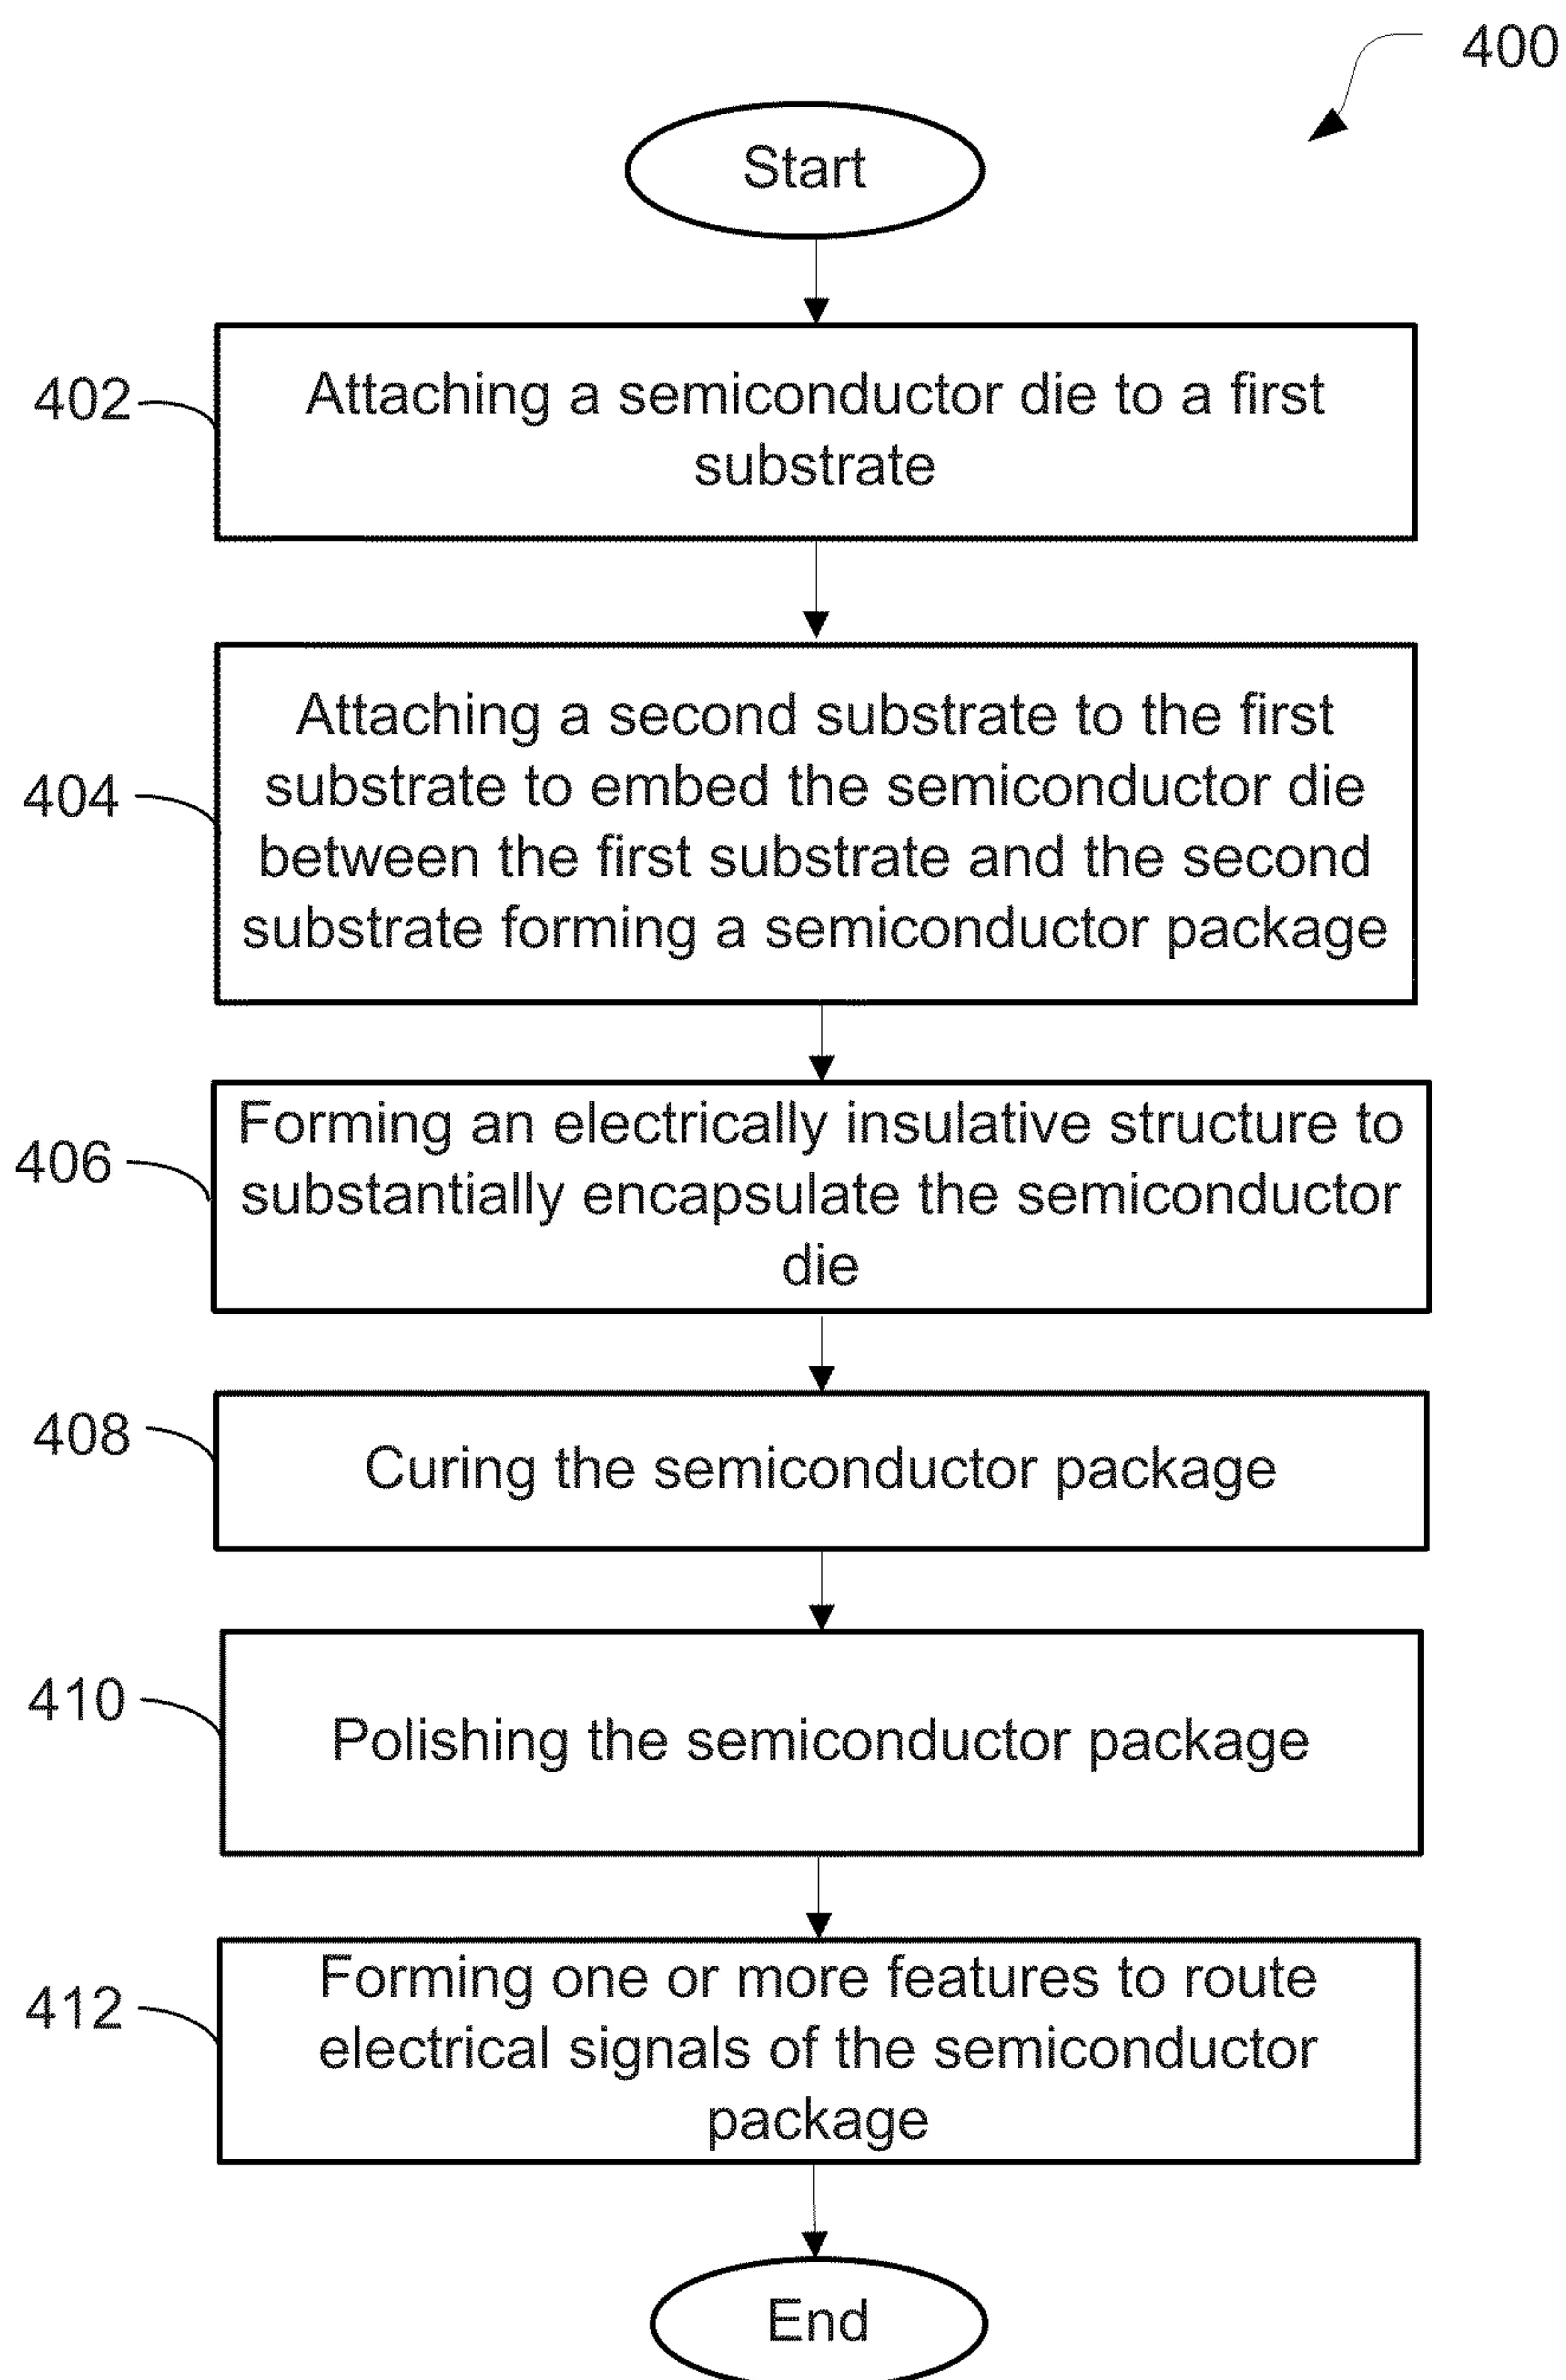 400
Start
402
Attaching a semiconductor die to a first
substrate
404
Attaching a second substrate to the first
substrate to embed the semiconductor die
between the first substrate and the second
substrate forming a semiconductor package
406
Forming an electrically insulative structure to
substantially encapsulate the semiconductor
die
408
Curing the semiconductor package
410
Polishing the semiconductor package
412
Forming one or more features to route
electrical signals of the semiconductor
package
End